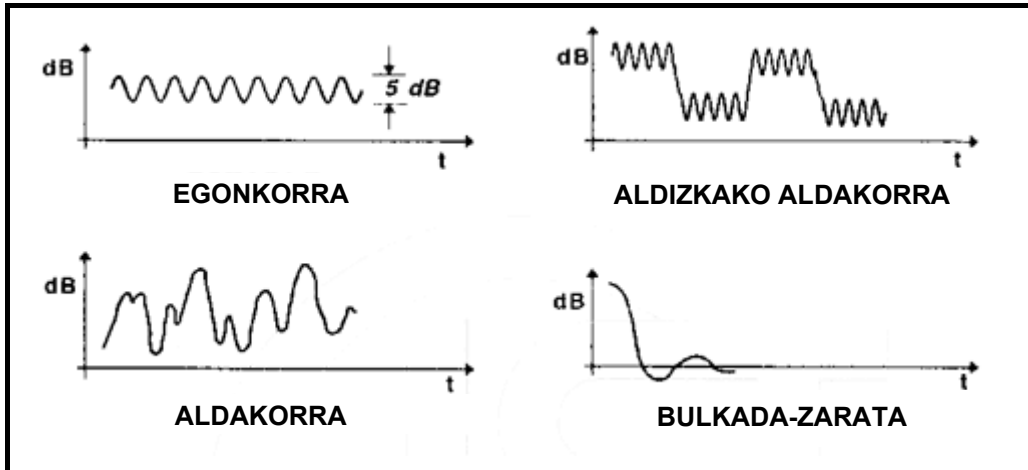 dB
5 dB
t
EGONKORRA
dB
t
ALDIZKAKO ALDAKORRA
dB
t
ALDAKORRA
dB
t
BULKADA-ZARATA